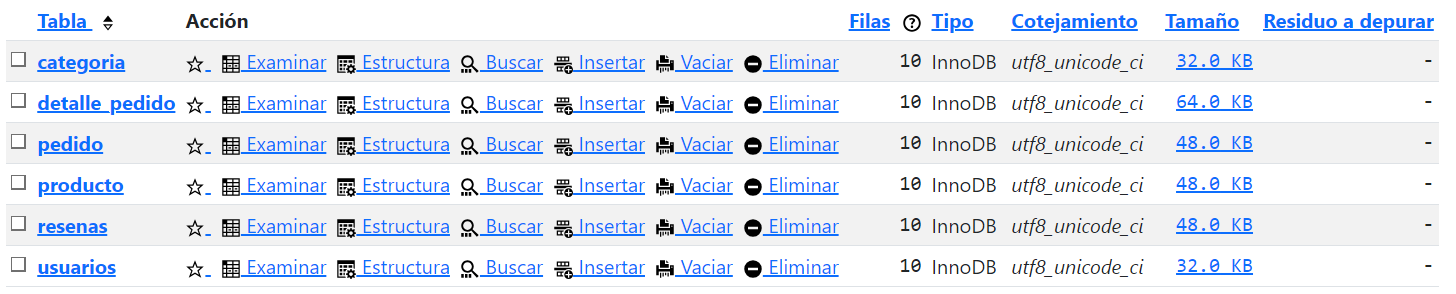 Tabla Acción Filas Tipo Cotejamiento Tamaño Residuo a depurar
categoria Examinar Estructura Buscar Insertar Vaciar Eliminar 10 InnoDB utf8_unicode_ci 32.0 KB -
detalle_pedido Examinar Estructura Buscar Insertar Vaciar Eliminar 10 InnoDB utf8_unicode_ci 64.0 KB -
pedido Examinar Estructura Buscar Insertar Vaciar Eliminar 10 InnoDB utf8_unicode_ci 48.0 KB -
producto Examinar Estructura Buscar Insertar Vaciar Eliminar 10 InnoDB utf8_unicode_ci 48.0 KB -
resenas Examinar Estructura Buscar Insertar Vaciar Eliminar 10 InnoDB utf8_unicode_ci 48.0 KB -
usuarios Examinar Estructura Buscar Insertar Vaciar Eliminar 10 InnoDB utf8_unicode_ci 32.0 KB -